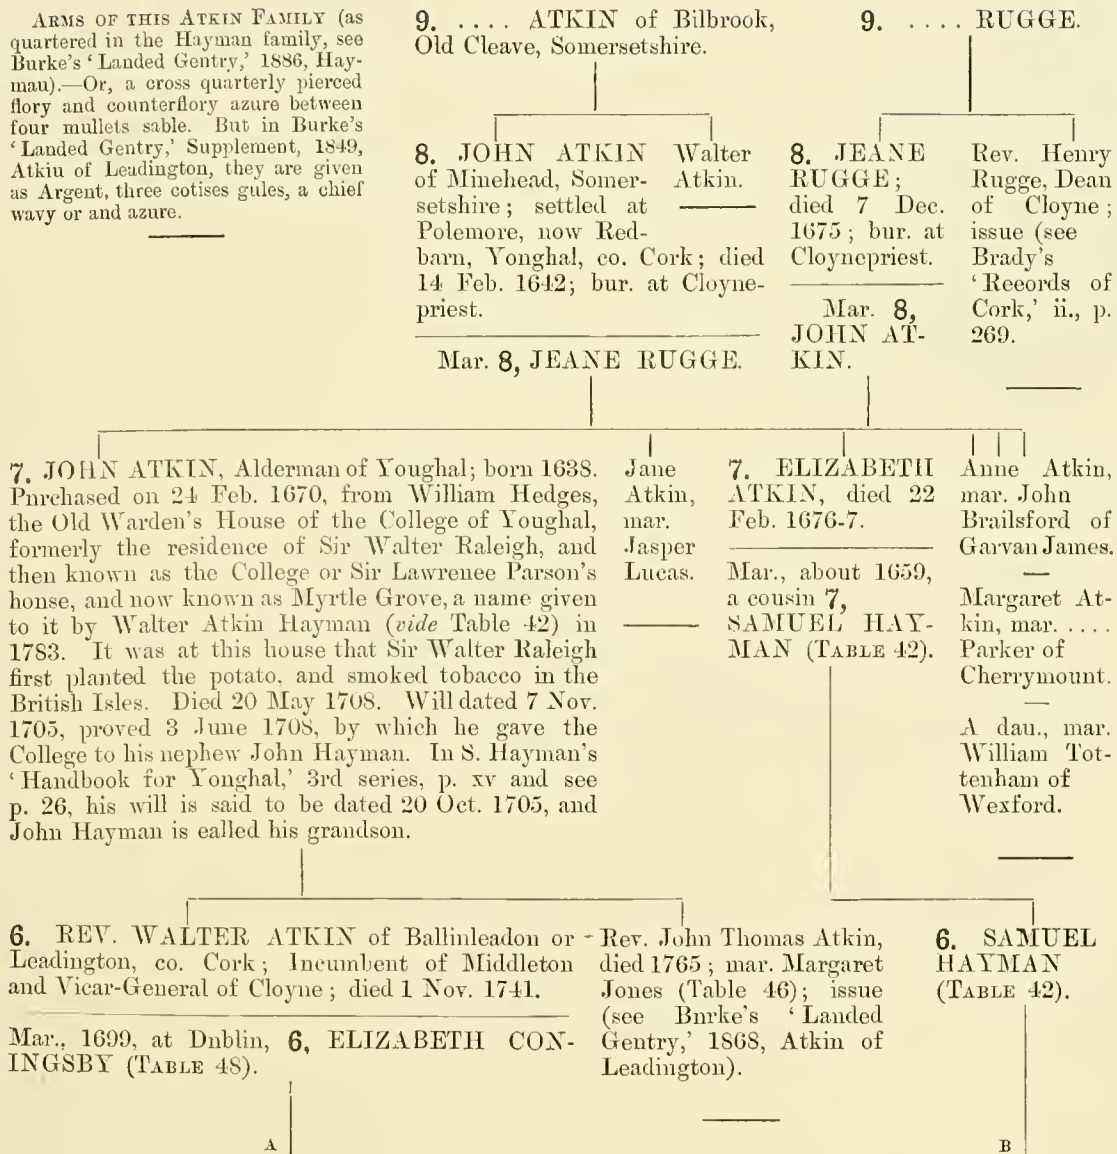 ARMS OF THIS ATKIN FAMILY (as
quartered in the Hayman family, see
Burke's ‘Landed Gentry,’ 1886, Hay-
mau).—Or, a cross quarterly pierced
flory and counterflory azure between
four mullets sable. But in Burke's
‘Landed Gentry,’ Supplement, 1849,
Atkiu of Leadington, they are given
as Argent, three cotises gules, a chief
wavy or and azure.
9. .... ATKIN of Bilbrook,
Old Cleave, Somersetshire.
9. .... RUGGE.
8. JOHN ATKIN
of Minehead, Somer-
setshire; settled at
Polemore, now Red-
barn, Yonghal, co. Cork; died
14 Feb. 1642; bur. at Cloyne-
priest.
Mar. 8, JEANE RUGGE.
Walter
Atkin.
8. JEANE
RUGGE;
died 7 Dec.
1675; bur. at
Cloynepriest.
Mar. 8,
JOHN AT-
KIN.
Rev. Henry
Rugge, Dean
of Cloyne;
issue (see
Brady's
‘Reeords of
Cork,’ ii., p.
269.
7. JOHN ATKIN, Alderman of Youghal; born 1638.
Pnrchased on 24 Feb. 1670, from William Hedges,
the Old Warden's House of the College of Youghal,
formerly the residence of Sir Walter Raleigh, and
then known as the College or Sir Lawrenee Parson's
honse, and now known as Myrtle Grove, a name given
to it by Walter Atkin Hayman (vide Table 42) in
1783. It was at this house that Sir Walter Raleigh
first planted the potato, and smoked tobacco in the
British Isles. Died 20 May 1708. Will dated 7 Nov.
1705, proved 3 June 1708, by which he gave the
College to his nephew John Hayman. In S. Hayman's
‘Handbook for Yonghal,’ 3rd series, p. xv and see
p. 26, his will is said to be dated 20 Oct. 1705, and
John Hayman is ealled his grandson.
Jane
Atkin,
mar.
Jasper
Lucas.
7. ELIZABETH
ATKIN, died 22
Feb. 1676-7.
Mar., about 1659,
a cousin 7,
SAMUEL HAY-
MAN (TABLE 42).
Anne Atkin,
mar. John
Brailsford of
Garvan James.
Margaret At-
kin, mar. ....
Parker of
Cherrymount.
A dau., mar.
William Tot-
tenham of
Wexford.
6. REV. WALTER ATKIN of Ballinleadon or
Leadington, co. Cork; Incumbent of Middleton
and Vicar-General of Cloyne; died 1 Nov. 1741.
Mar., 1699, at Dnblin, 6, ELIZABETH CON-
INGSBY (TABLE 48).
Rev. John Thomas Atkin,
died 1765; mar. Margaret
Jones (Table 46); issue
(see Bnrke's ‘Landed
Gentry,’ 1868, Atkin of
Leadington).
6. SAMUEL
HAYMAN
(TABLE 42).
A
B